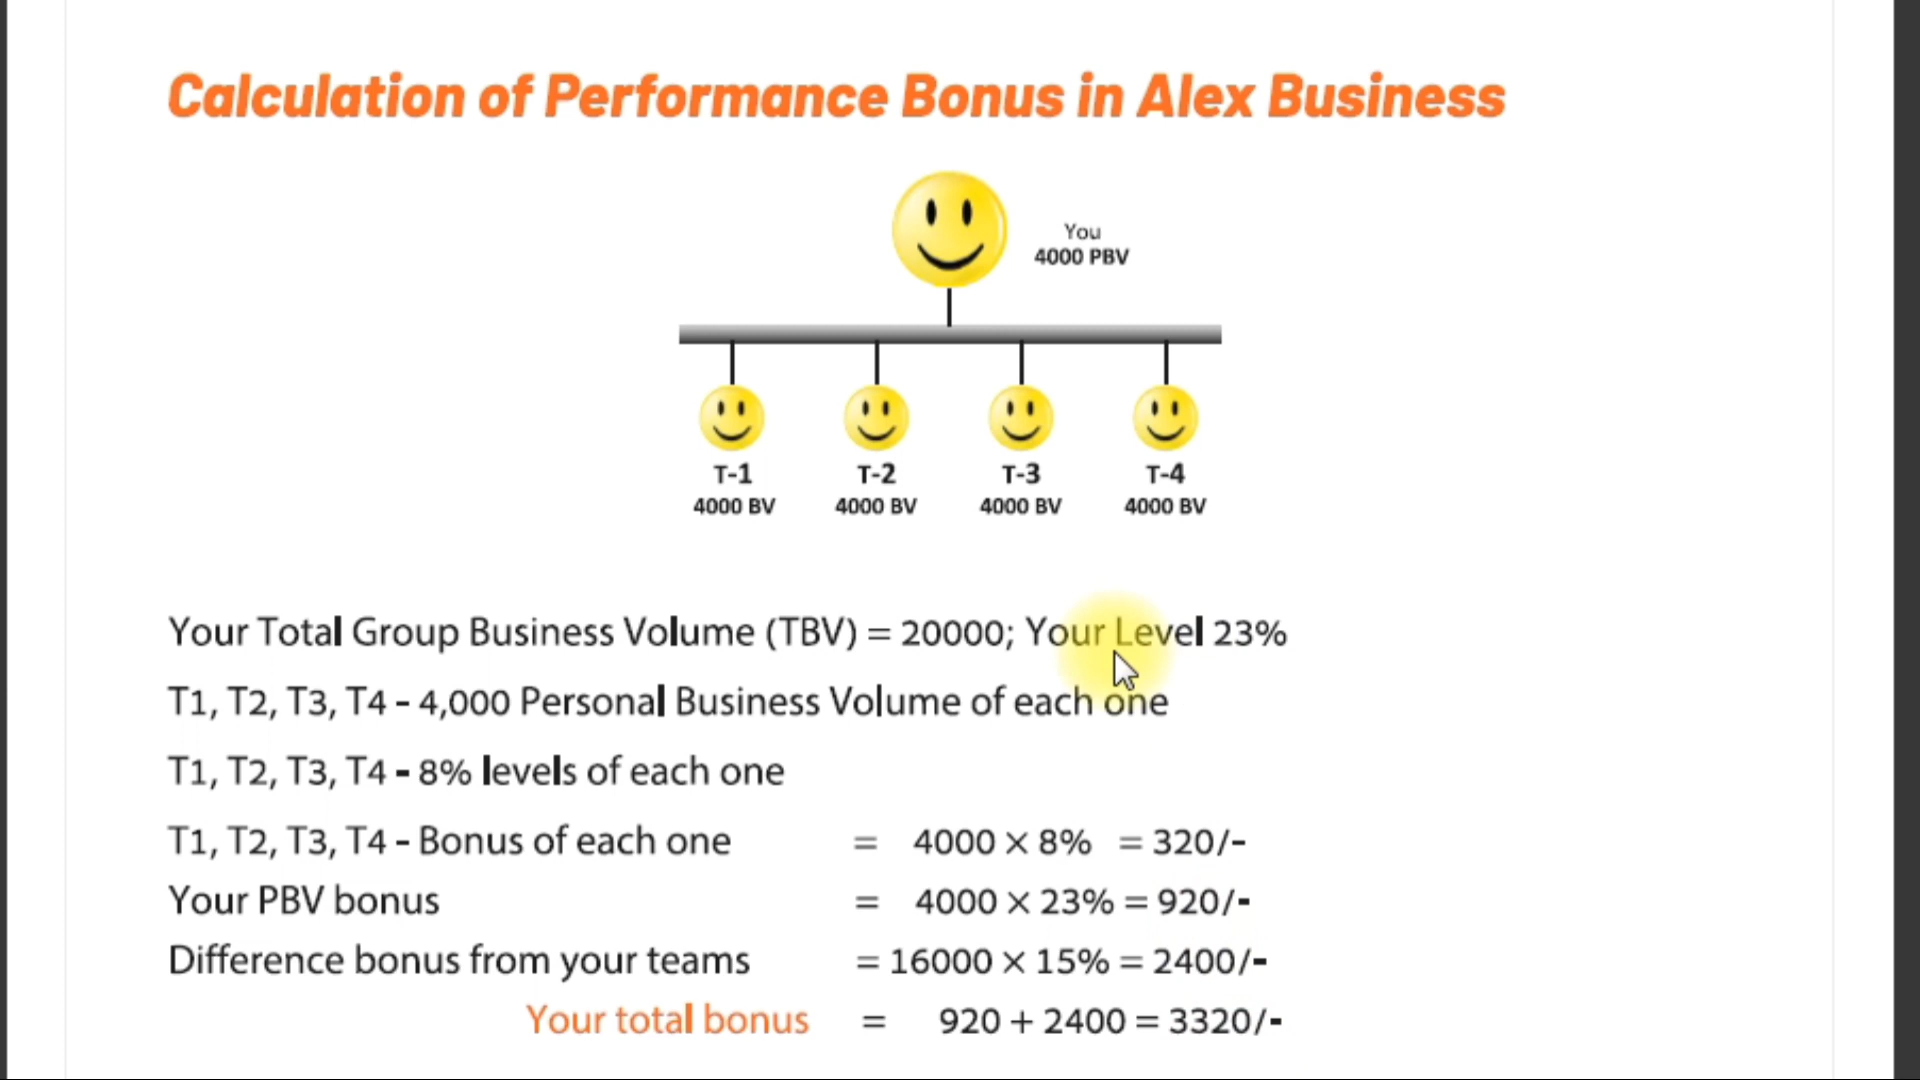 Calculation of Performance Bonus in Alex Business
You
4000 PBV
T-1 T-2 T-3 T-4
4000 BV 4000 BV 4000 BV 4000 BV
Your Total Group Business Volume (TBV) = 20000; Your Level 23%
T1, T2, T3, T4 - 4,000 Personal Business Volume of each one
T1, T2, T3, T4 - 8% levels of each one
T1, T2, T3, T4 - Bonus of each one = 4000 × 8% = 320/-
Your PBV bonus = 4000 × 23% = 920/-
Difference bonus from your teams = 16000 × 15% = 2400/-
Your total bonus = 920 + 2400 = 3320/-